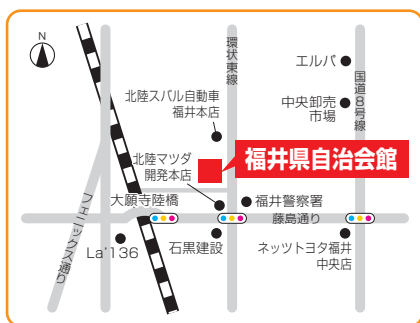 N
環状東線
エルパ
国道8号線
北陸スバル自動車
福井本店
中央卸売
市場
福井県自治会館
北陸マツダ
開発本店
フェニックス通り
大願寺陸橋
福井警察署
藤島通り
La'136
石黒建設
ネッツトヨタ福井
中央店